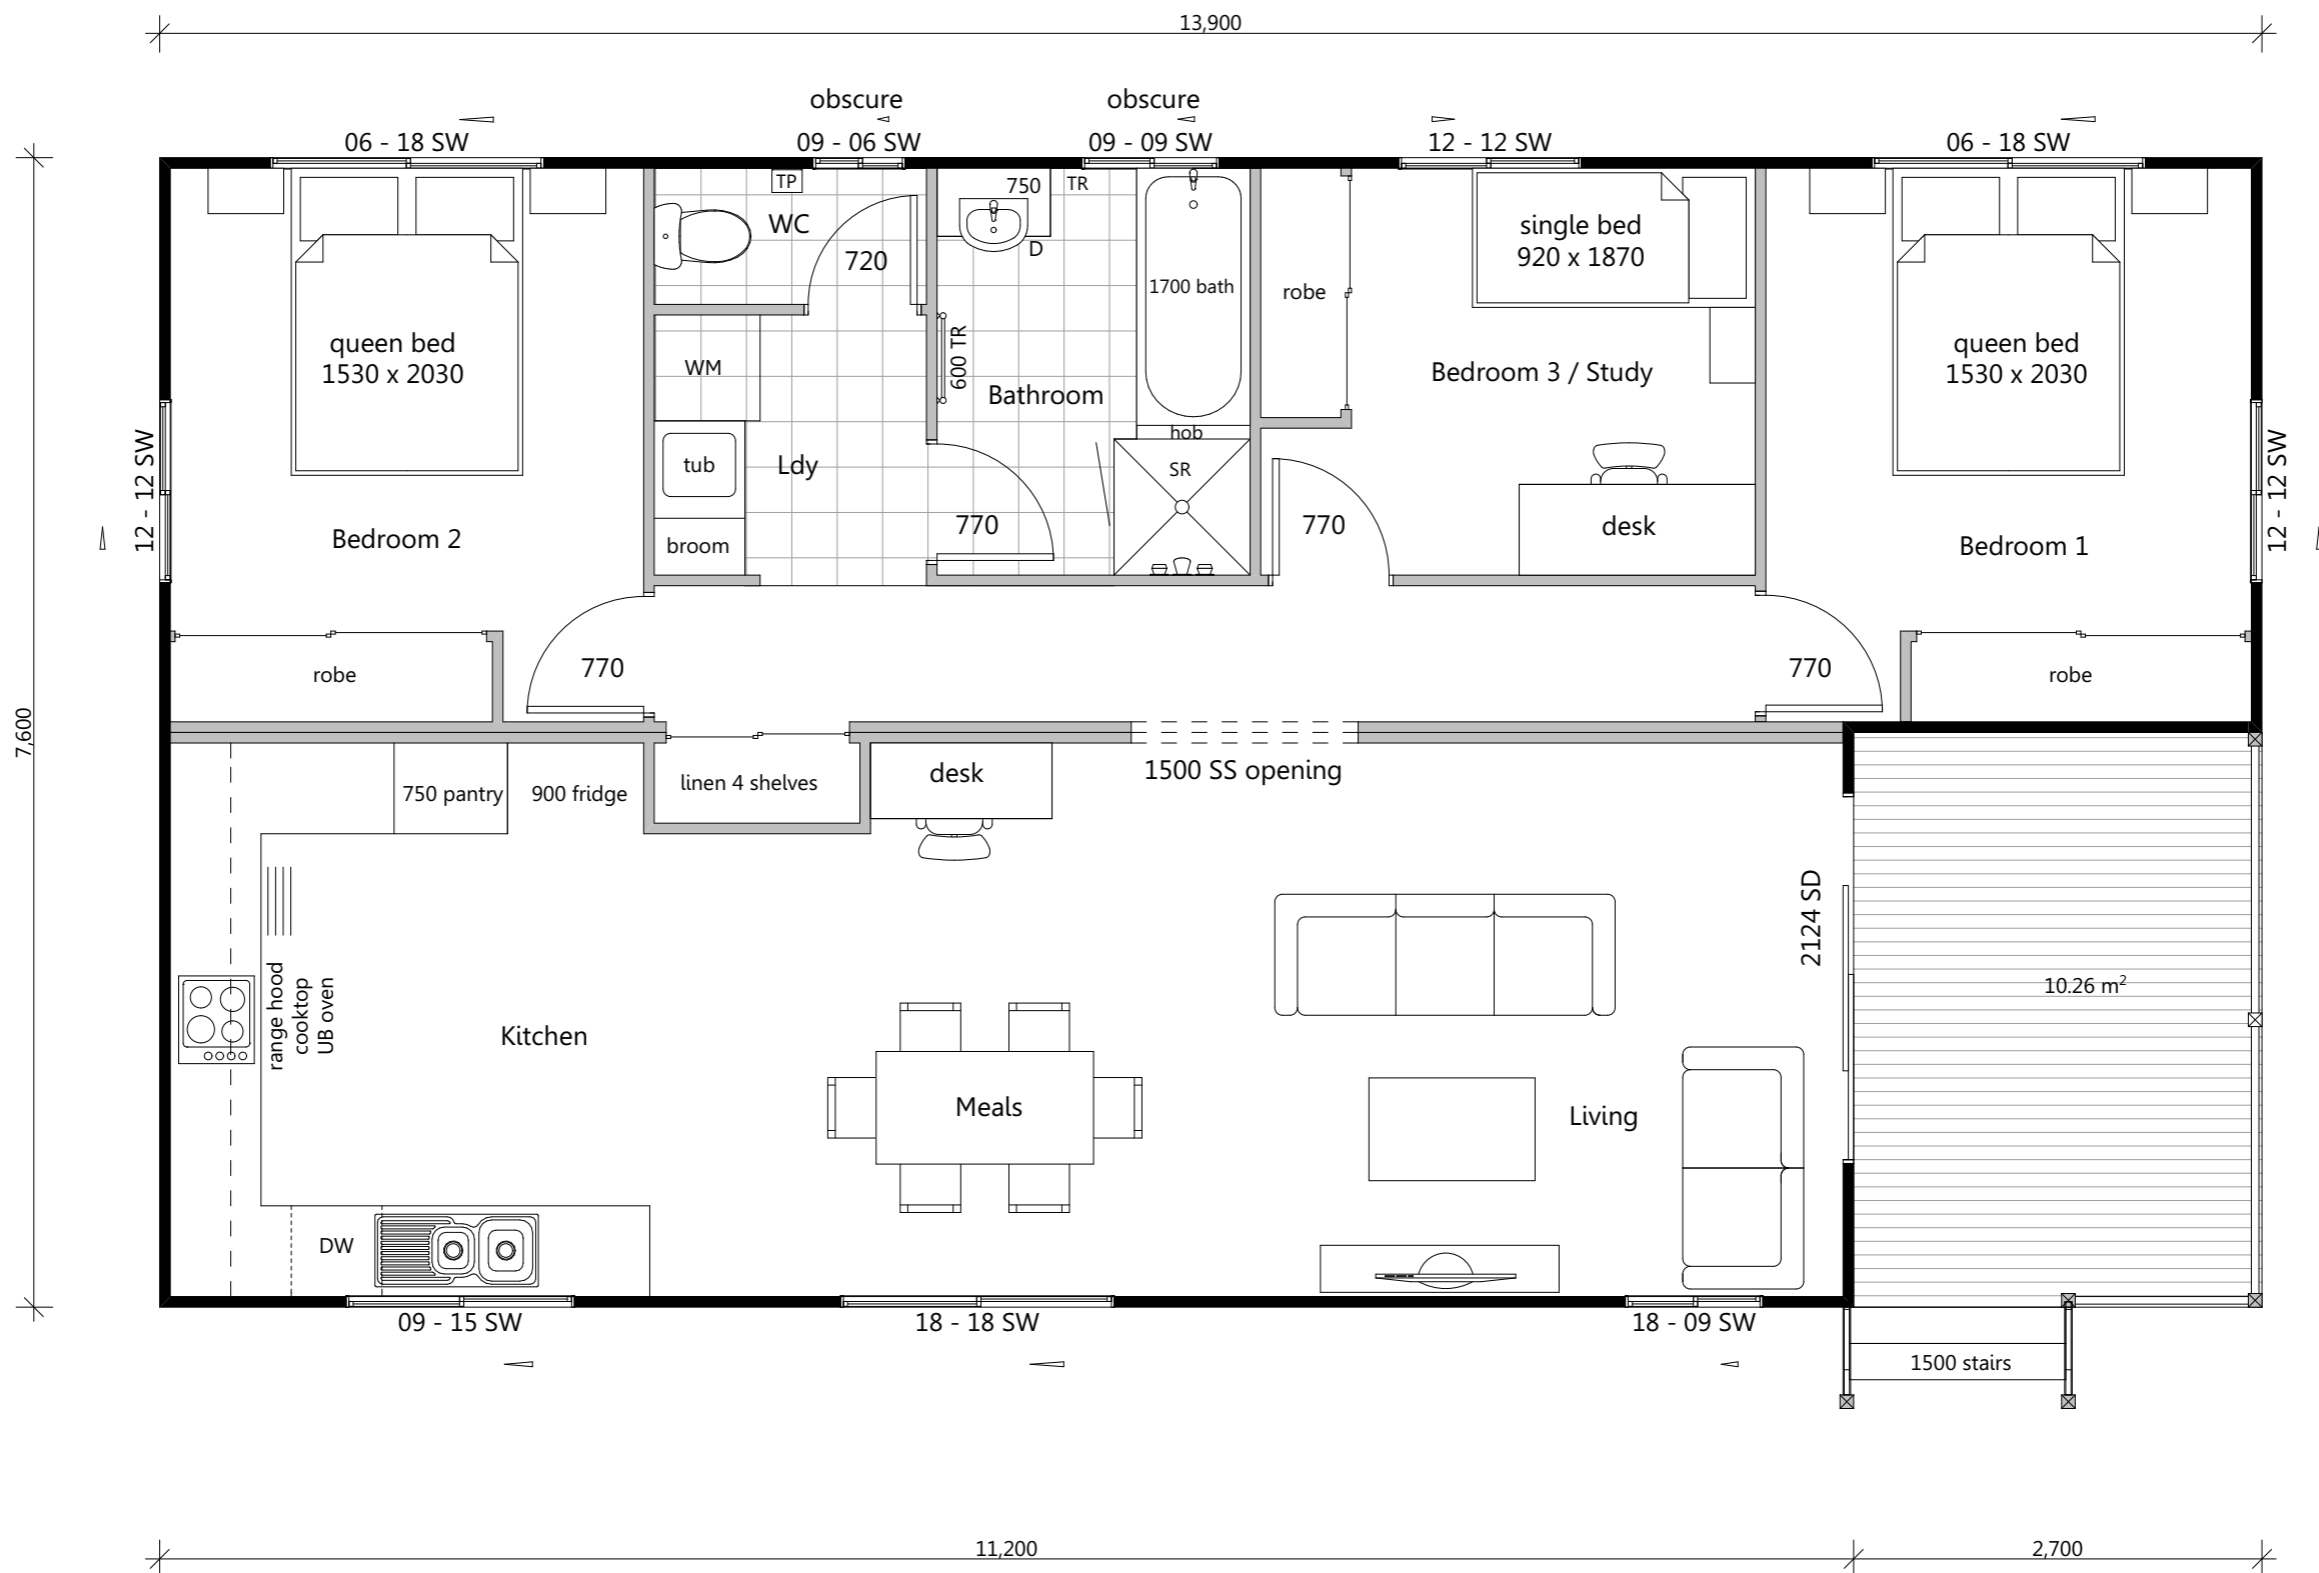 13,900
obscure
obscure
06 - 18 SW
09 - 06 SW
09 - 09 SW
12 - 12 SW
06 - 18 SW
TP
750
TR
WC
720
D
single bed
920 x 1870
1700 bath
robe
queen bed
1530 x 2030
WM
600 TR
Bathroom
Bedroom 3 / Study
queen bed
1530 x 2030
hob
12 - 12 SW
tub
Ldy
SR
12 - 12 SW
Bedroom 2
broom
770
770
desk
Bedroom 1
robe
770
770
robe
7,600
750 pantry
900 fridge
linen 4 shelves
desk
1500 SS opening
2124 SD
10.26 m²
range hood
cooktop
UB oven
Kitchen
Meals
Living
DW
09 - 15 SW
18 - 18 SW
18 - 09 SW
1500 stairs
11,200
2,700